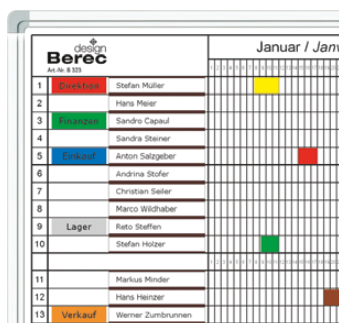 design
Berec
Art.-Nr. B 323
Januar / Janv
1 Direktion Stefan Müller
2 Hans Meier
3 Finanzen Sandro Capaul
4 Sandra Steiner
5 Einkauf Anton Salzgeber
6 Andrina Stofer
7 Christian Seiler
8 Marco Wildhaber
9 Lager Reto Steffen
10 Stefan Holzer
11 Markus Minder
12 Hans Heinzer
13 Verkauf Werner Zumbrunnen